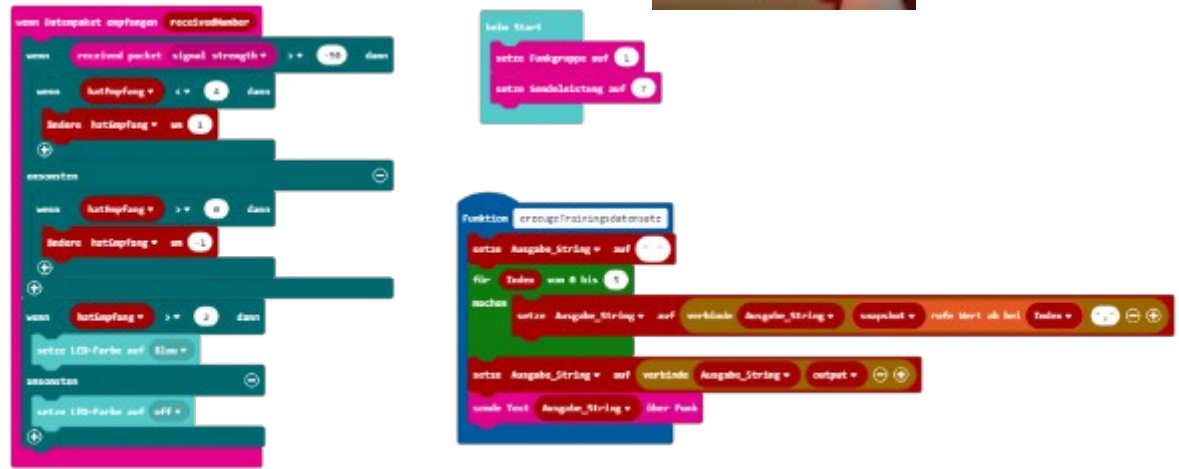 wenn Datenpaket empfangen receivedNumber
wenn received packet signal strength > -90 dann
wenn hatEmpfang < 4 dann
ändere hatEmpfang um 1
ansonsten
wenn hatEmpfang > 0 dann
ändere hatEmpfang um -1
wenn hatEmpfang > 2 dann
setze LED-Farbe auf Blau
ansonsten
setze LED-Farbe auf off
beim Start
setze Funkgruppe auf 1
setze Sendeleistung auf 7
Funktion erzeugeTrainingsdatensatz
setze Ausgabe_String auf " "
für Index von 0 bis 5
machen
setze Ausgabe_String auf verbinde Ausgabe_String snapshot rufe Wert ab bei Index ","
setze Ausgabe_String auf verbinde Ausgabe_String output
sende Text Ausgabe_String über Funk